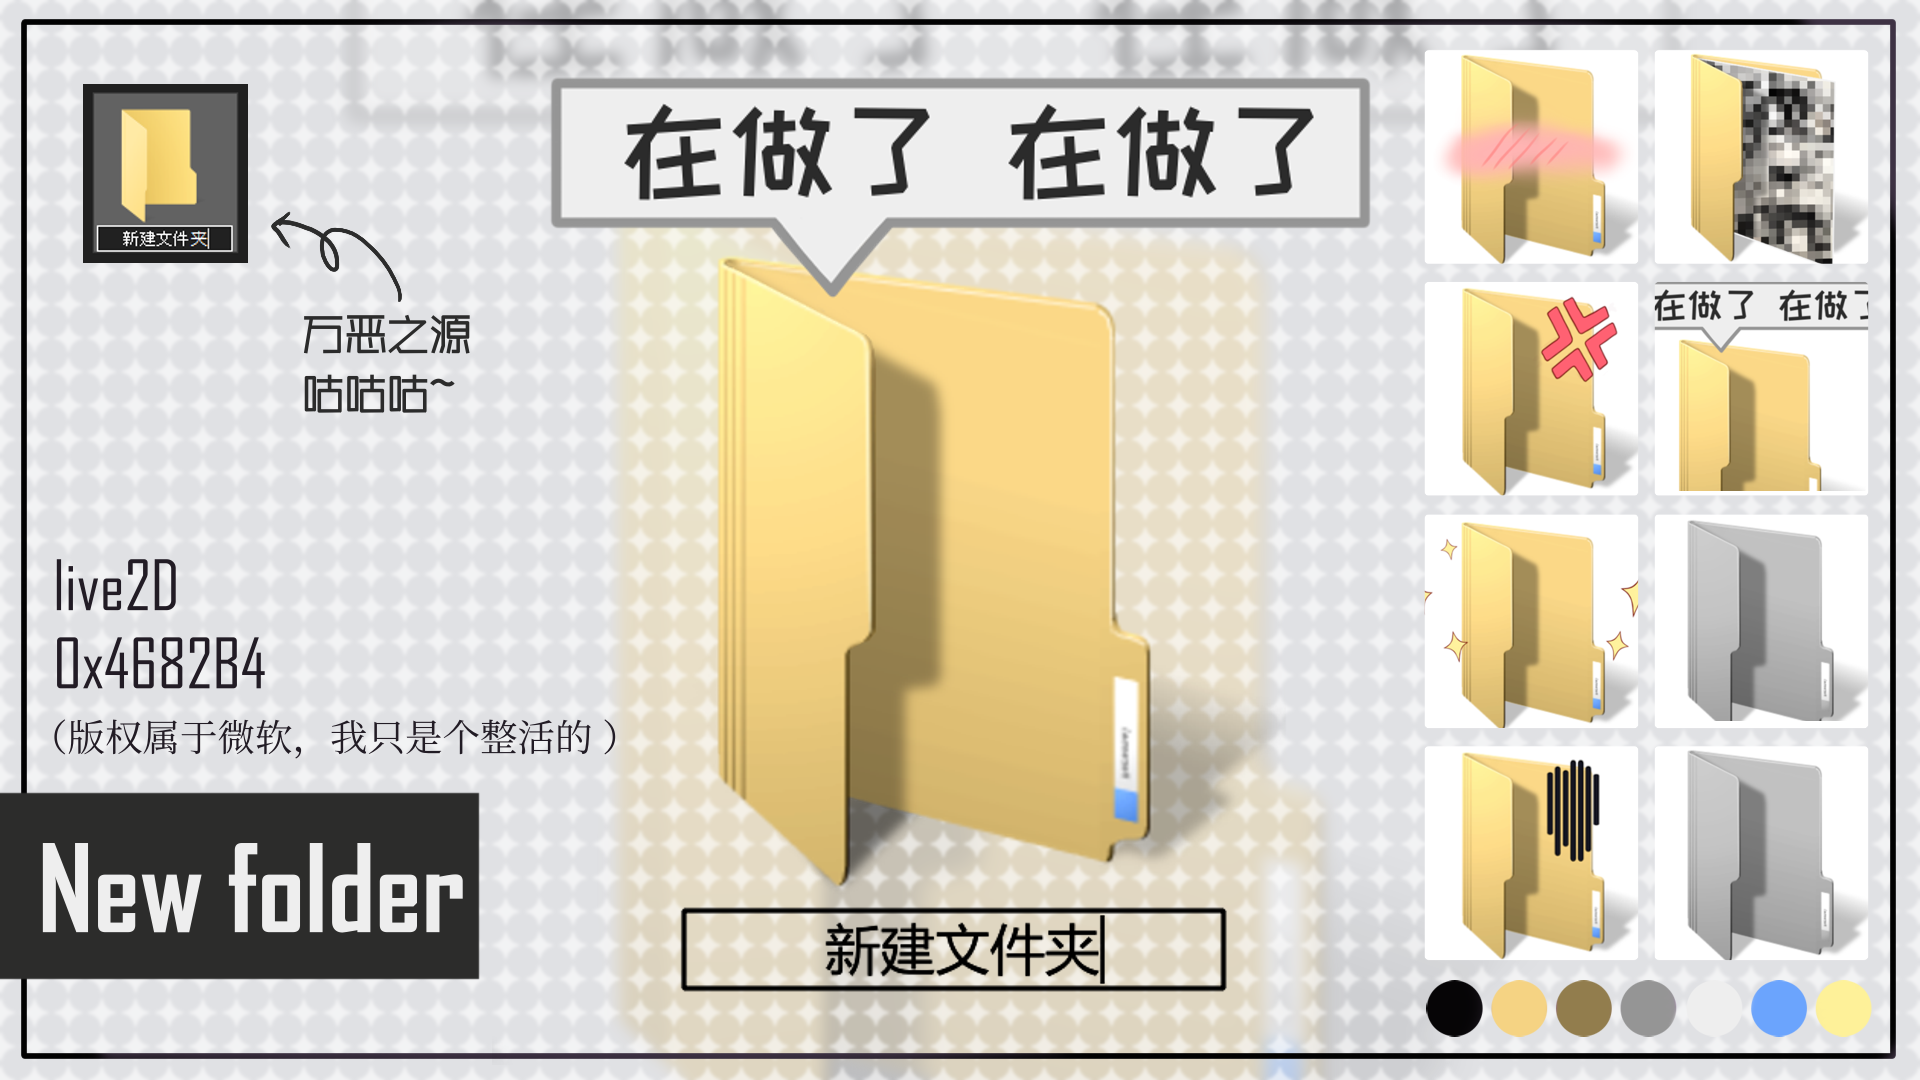 在做了 在做了
新建文件夹
万恶之源
咕咕咕~
在做了 在做了
live2D
0x4682B4
（版权属于微软，我只是个整活的 ）
New folder
新建文件夹